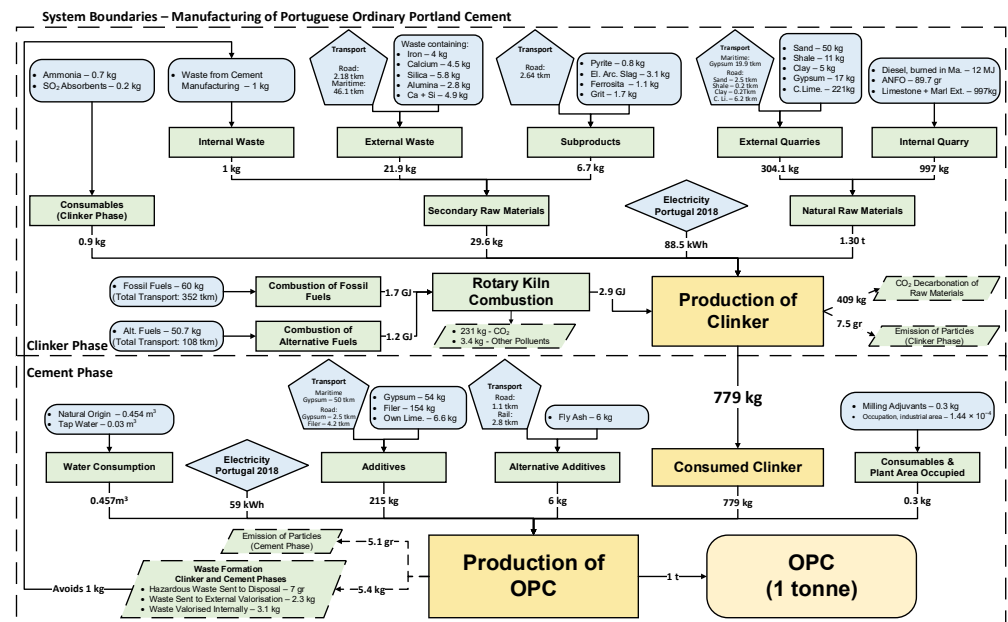 System Boundaries – Manufacturing of Portuguese Ordinary Portland Cement
• Ammonia – 0.7 kg
• SO2 Absorbents – 0.2 kg
• Waste from Cement
Manufacturing – 1 kg
Transport
Road:
2.18 tkm
Maritime:
46.1 tkm
Waste containing:
• Iron – 4 kg
• Calcium – 4.5 kg
• Silica – 5.8 kg
• Alumina – 2.8 kg
• Ca + Si – 4.9 kg
Transport
Road:
2.64 tkm
• Pyrite – 0.8 kg
• El. Arc. Slag – 3.1 kg
• Ferrosita – 1.1 kg
• Grit – 1.7 kg
Transport
Maritime:
Gypsum 19.9 tkm
Road:
Sand – 2.5 tkm
Shale – 0.2 tkm
Clay – 0.2Tkm
C. Li. – 6.2 tkm
• Sand – 50 kg
• Shale – 11 kg
• Clay – 5 kg
• Gypsum – 17 kg
• C.Lime. – 221kg
• Diesel, burned in Ma. – 12 MJ
• ANFO – 89.7 gr
• Limestone + Marl Ext. – 997kg
Internal Waste
External Waste
Subproducts
External Quarries
Internal Quarry
1 kg
21.9 kg
6.7 kg
304.1 kg
997 kg
Consumables
(Clinker Phase)
Secondary Raw Materials
Electricity
Portugal 2018
Natural Raw Materials
0.9 kg
29.6 kg
88.5 kWh
1.30 t
• Fossil Fuels – 60 kg
(Total Transport: 352 tkm)
Combustion of Fossil
Fuels
1.7 GJ
Rotary Kiln
Combustion
2.9 GJ
Production of
Clinker
409 kg
CO2 Decarbonation of
Raw Materials
• Alt. Fuels – 50.7 kg
(Total Transport: 108 tkm)
Combustion of
Alternative Fuels
1.2 GJ
• 231 kg - CO2
• 3.4 kg - Other Poluents
7.5 gr
Emission of Particles
(Clinker Phase)
Clinker Phase
Cement Phase
779 kg
• Natural Origin – 0.454 m³
• Tap Water – 0.03 m³
Transport
Maritime
Gypsum – 50 tkm
Road:
Gypsum – 2.5 tkm
Filer – 4.2 tkm
• Gypsum – 54 kg
• Filer – 154 kg
• Own Lime. – 6.6 kg
Transport
Road:
1.1 tkm
Rail:
2.8 tkm
• Fly Ash – 6 kg
• Milling Adjuvants – 0.3 kg
• Occupation, industrial area – 1.44 × 10⁻⁴
Water Consumption
Electricity
Portugal 2018
Additives
Alternative Additives
Consumed Clinker
Consumables &
Plant Area Occupied
0.457m³
59 kWh
215 kg
6 kg
779 kg
0.3 kg
Emission of Particles
(Cement Phase)
5.1 gr
Production of
OPC
1 t
OPC
(1 tonne)
Avoids 1 kg
Waste Formation
Clinker and Cement Phases
• Hazardous Waste Sent to Disposal – 7 gr
• Waste Sent to External Valorisation – 2.3 kg
• Waste Valorised Internally – 3.1 kg
5.4 kg